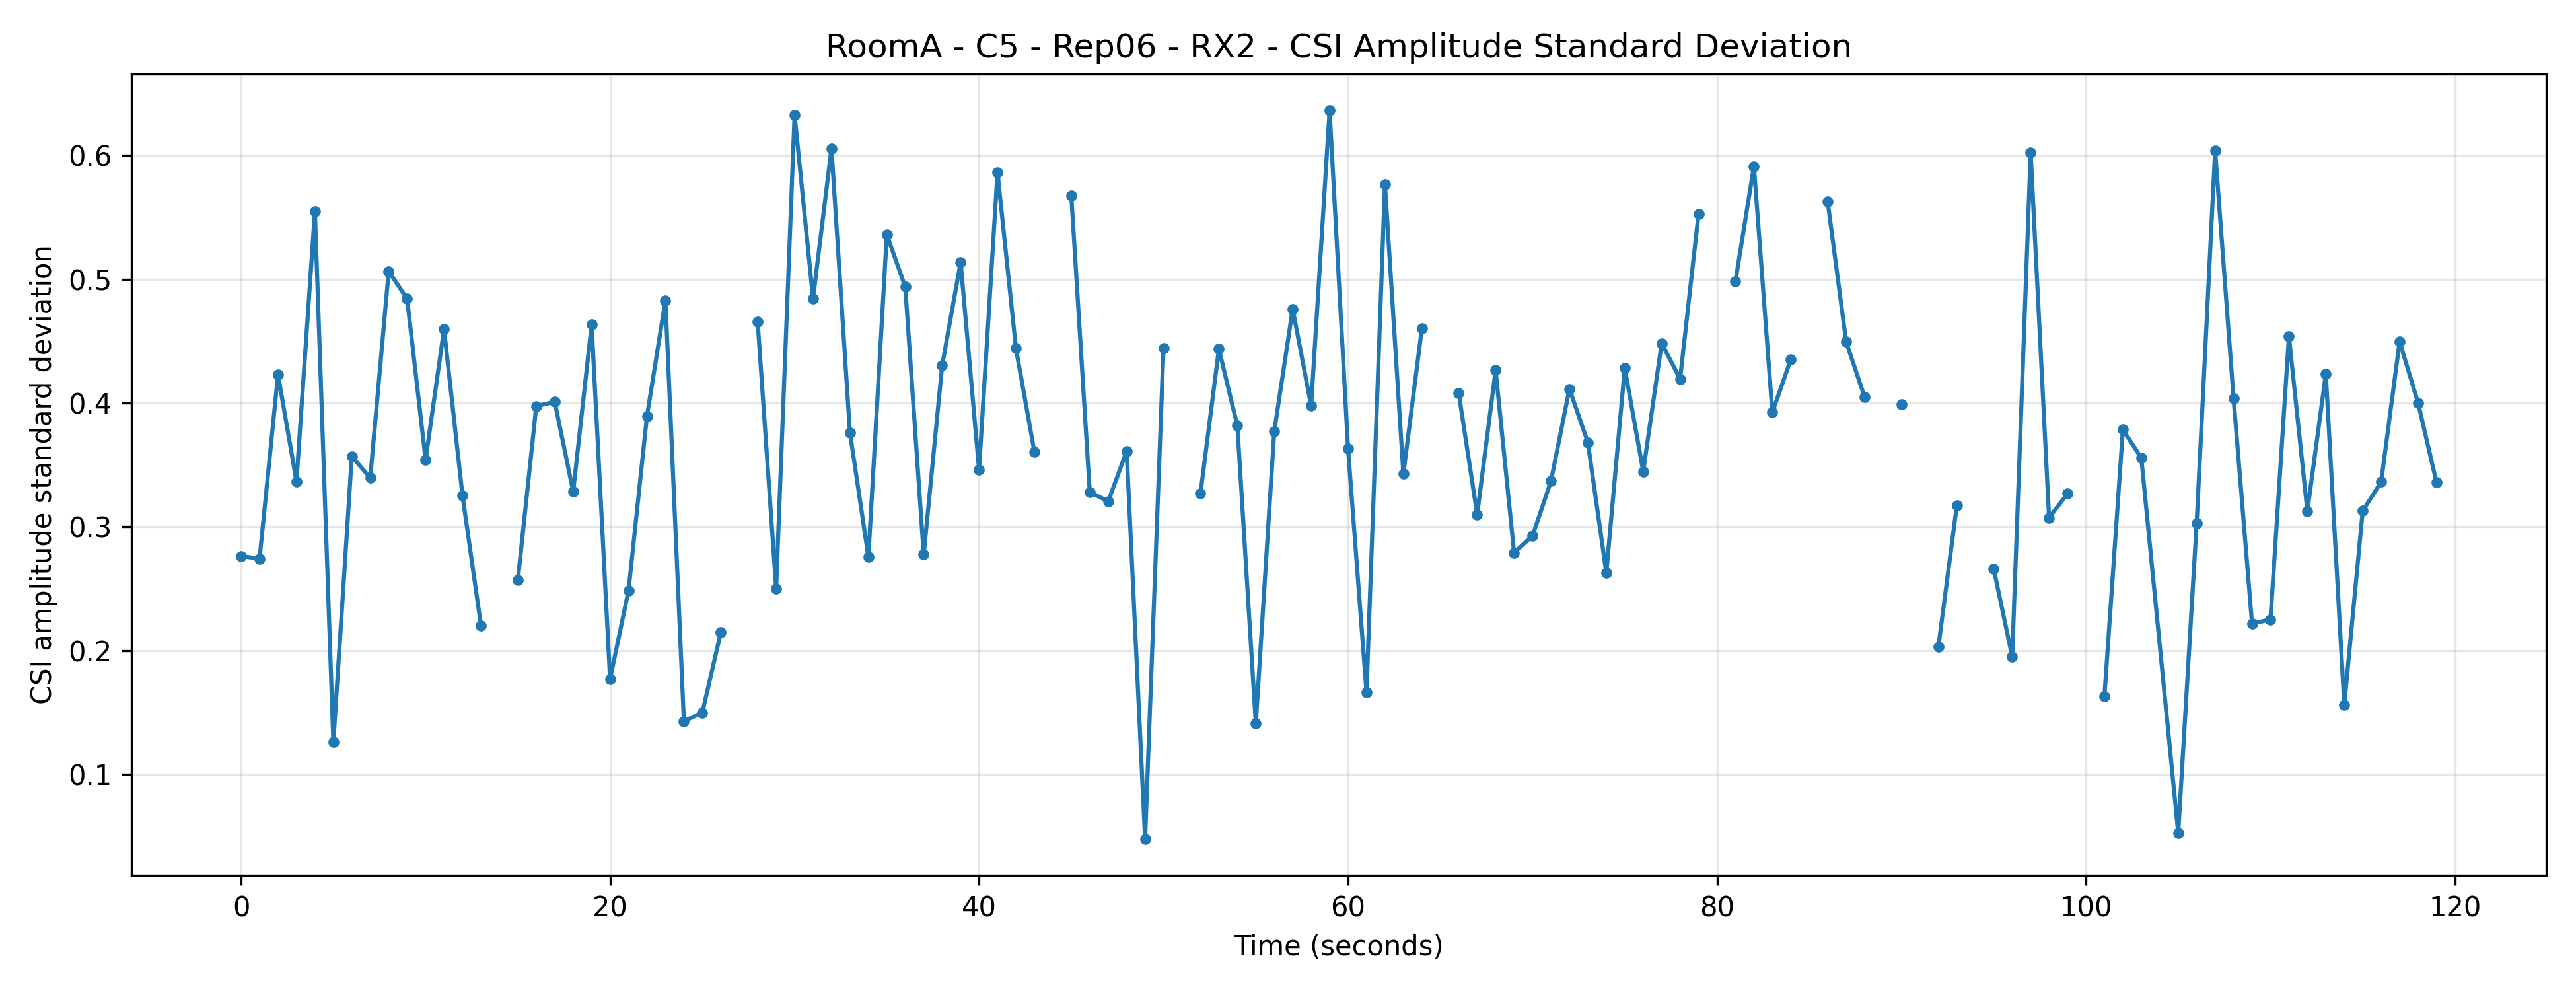 RoomA - C5 - Rep06 - RX2 - CSI Amplitude Standard Deviation
CSI amplitude standard deviation
0.6
0.5
0.4
0.3
0.2
0.1
0 20 40 60 80 100 120
Time (seconds)